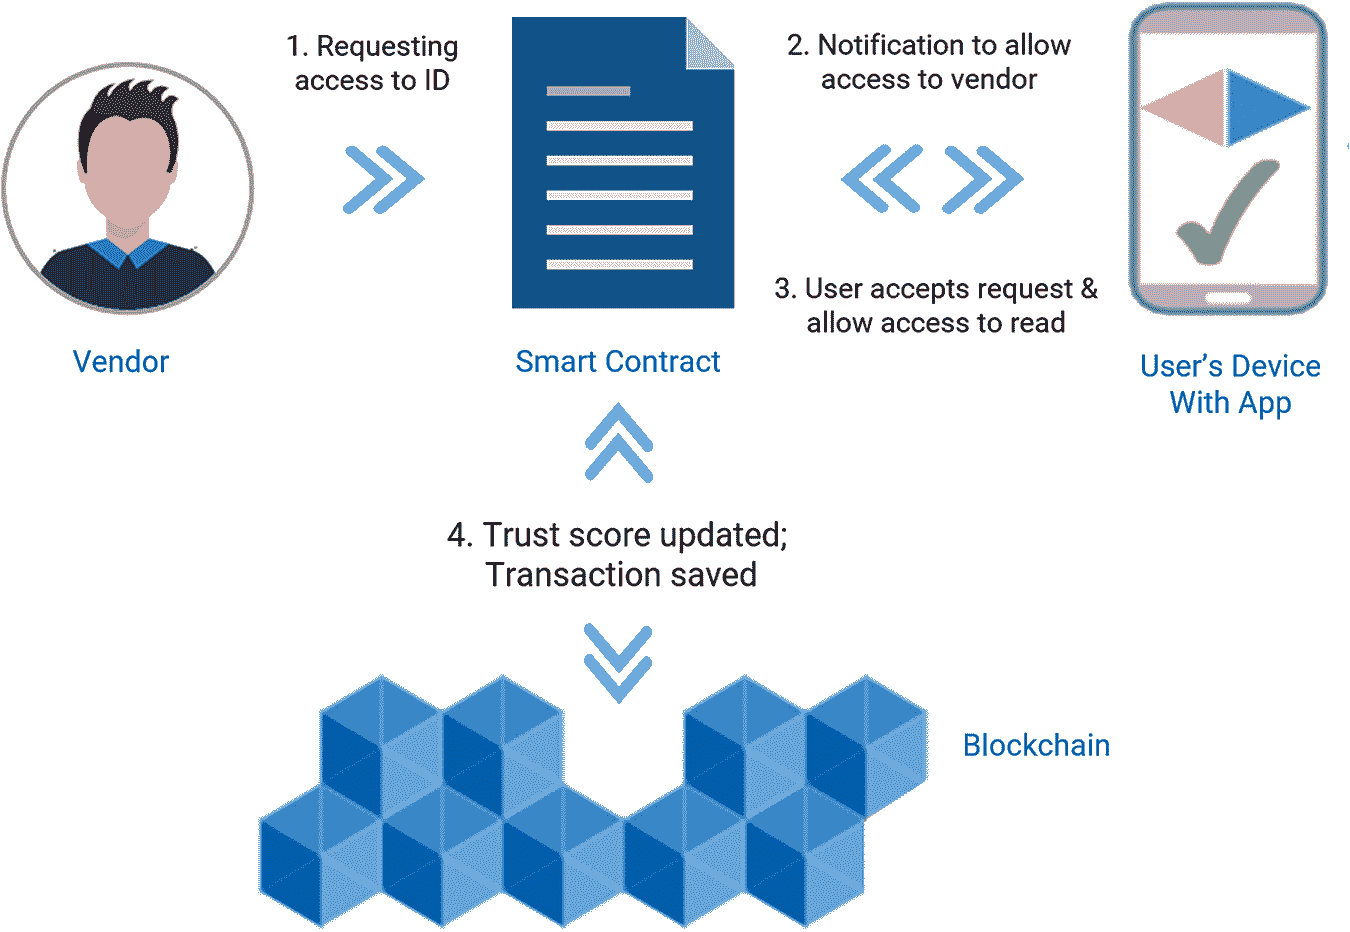 1. Requesting
access to ID
2. Notification to allow
access to vendor
3. User accepts request &
allow access to read
Vendor
Smart Contract
User’s Device
With App
4. Trust score updated;
Transaction saved
Blockchain